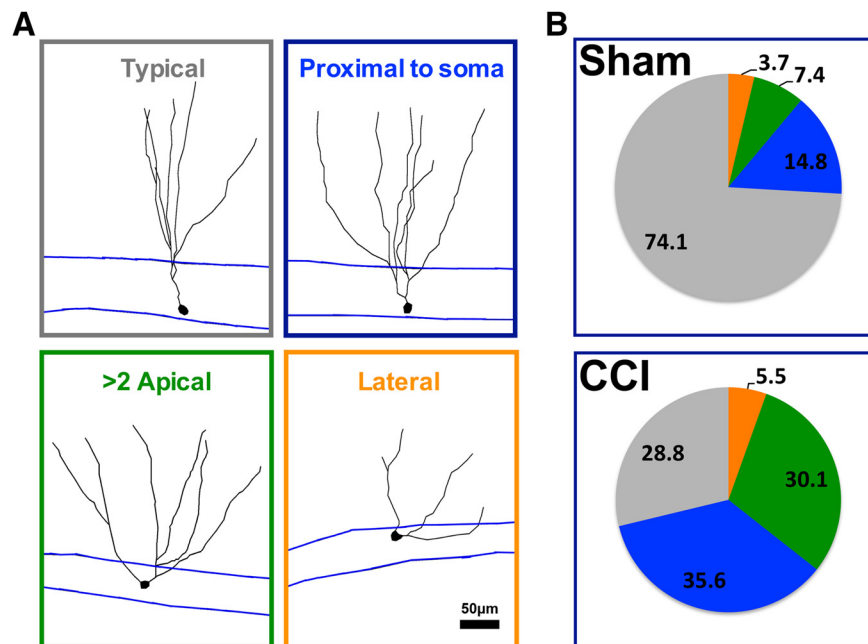 A
Typical
Proximal to soma
>2 Apical
Lateral
50µm
B
Sham
3.7
7.4
14.8
74.1
CCI
5.5
30.1
35.6
28.8